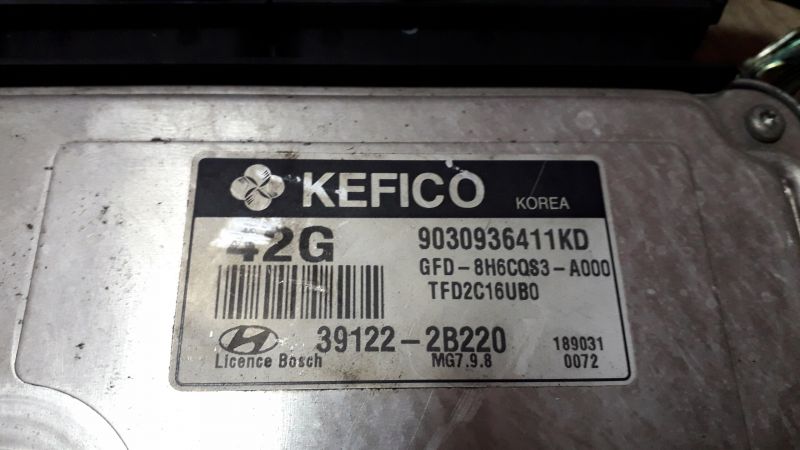 KEFICO KOREA
42G 9030936411KD
GFD-8H6CQS3-A000
TFD2C16UB0
39122-2B220 189031
Licence Bosch MG7.9.8 0072